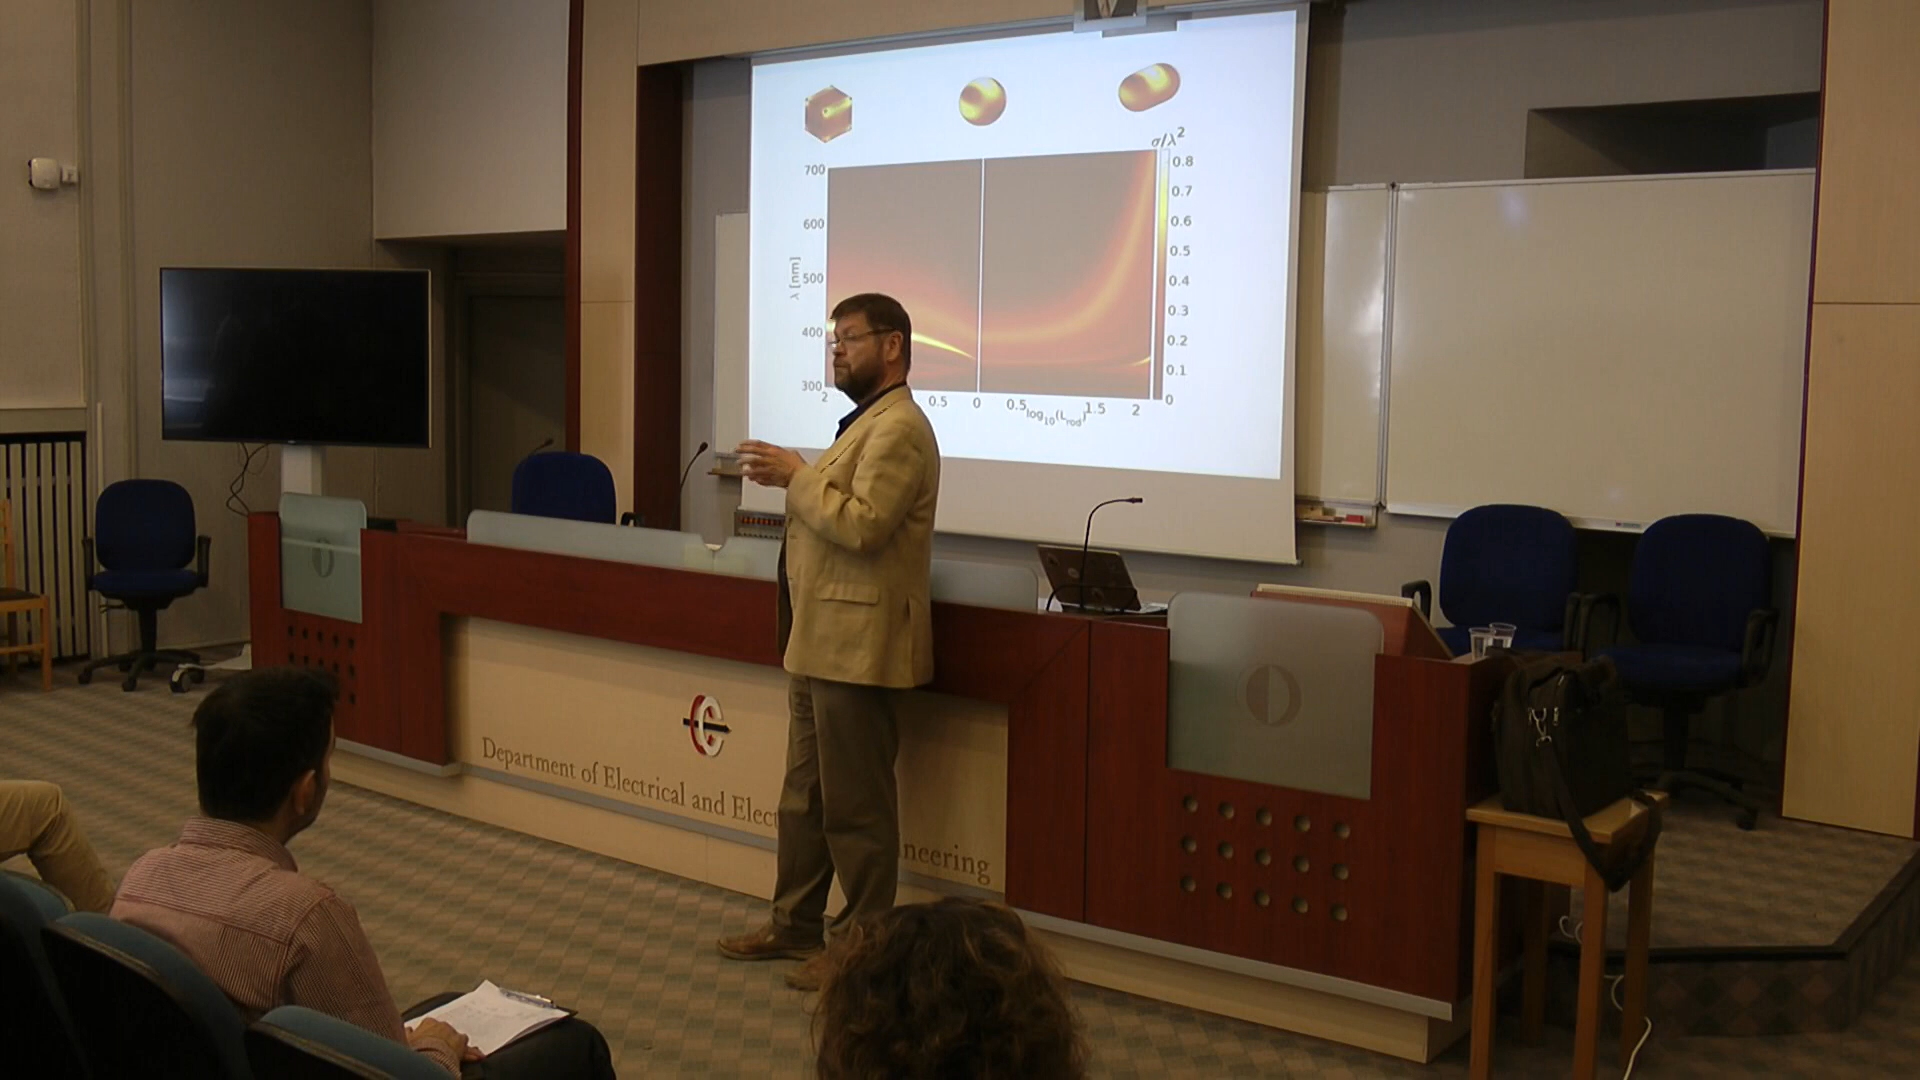 σ/λ²
700
600
λ [nm] 500
400
300
0.8
0.7
0.6
0.5
0.4
0.3
0.2
0.1
0
2 0.5 0 0.5 1.5 2
log₁₀(Lrod)
Department of Electrical and Elect
ineering